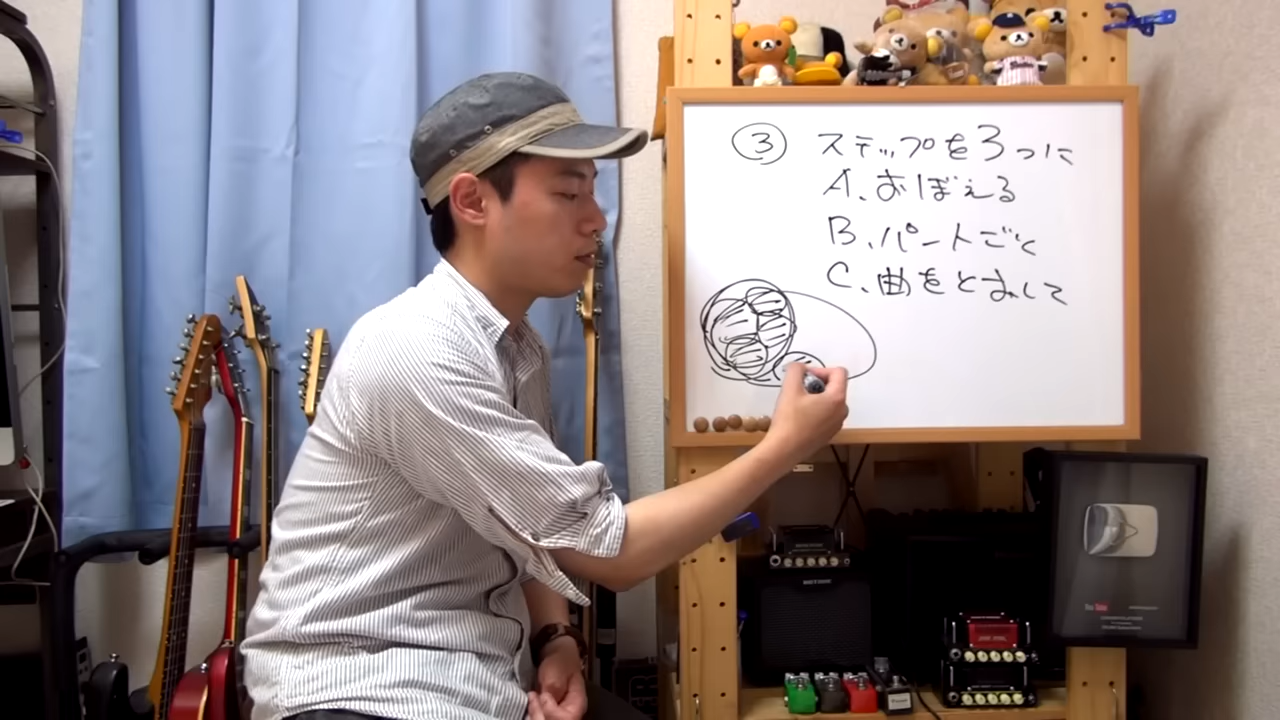 ③ ステップを3つに
A. おぼえる
B. パートごと
C. 曲をとおして
YouTube